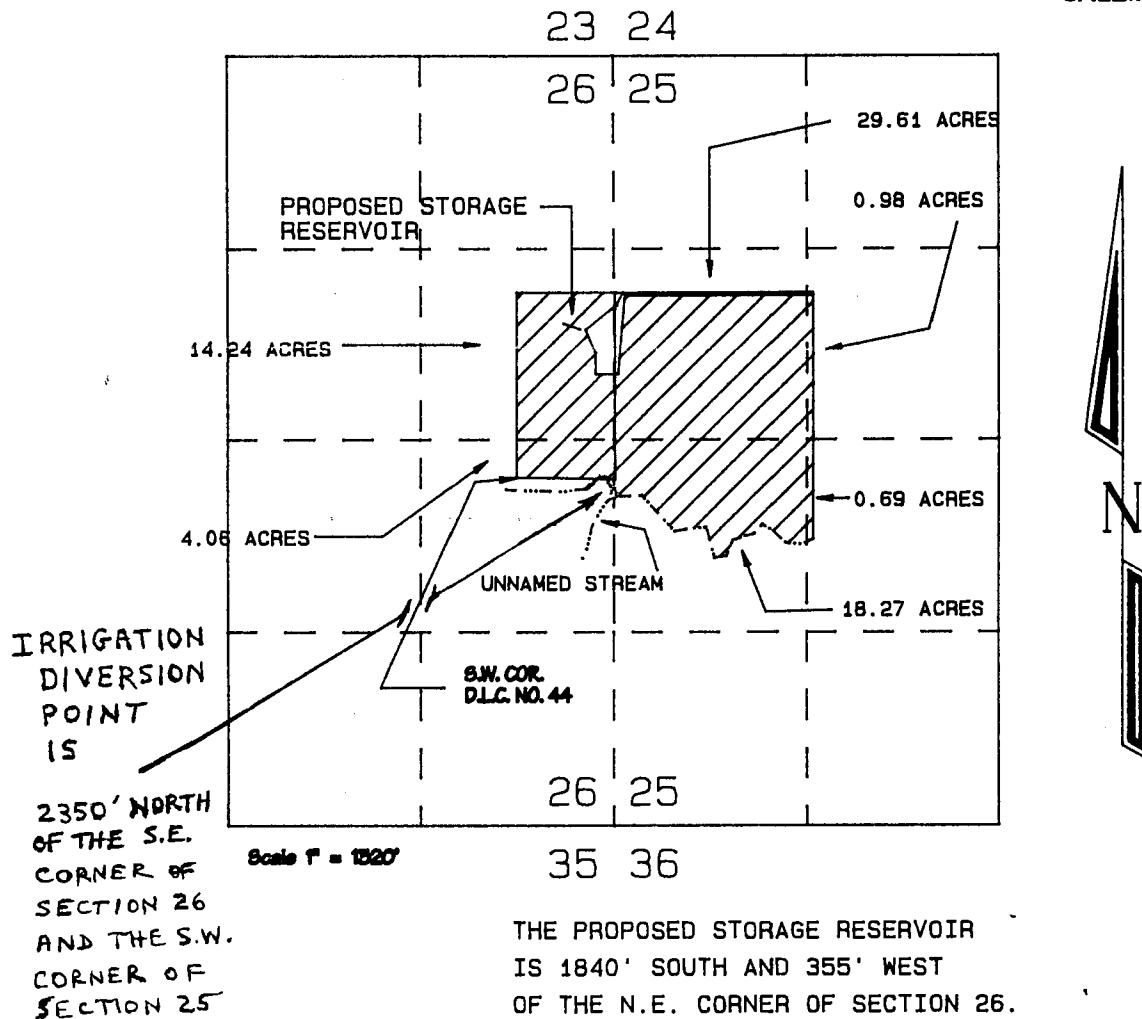 23 24
26 25
29.61 ACRES
0.98 ACRES
PROPOSED STORAGE
RESERVOIR
14.24 ACRES
4.06 ACRES
0.69 ACRES
UNNAMED STREAM
18.27 ACRES
N
S.W. COR.
D.L.C. NO. 44
IRRIGATION
DIVERSION
POINT
IS
2350' NORTH
OF THE S.E.
CORNER OF
SECTION 26
AND THE S.W.
CORNER OF
SECTION 25
26 25
Scale 1" = 1320'
35 36
THE PROPOSED STORAGE RESERVOIR
IS 1840' SOUTH AND 355' WEST
OF THE N.E. CORNER OF SECTION 26.